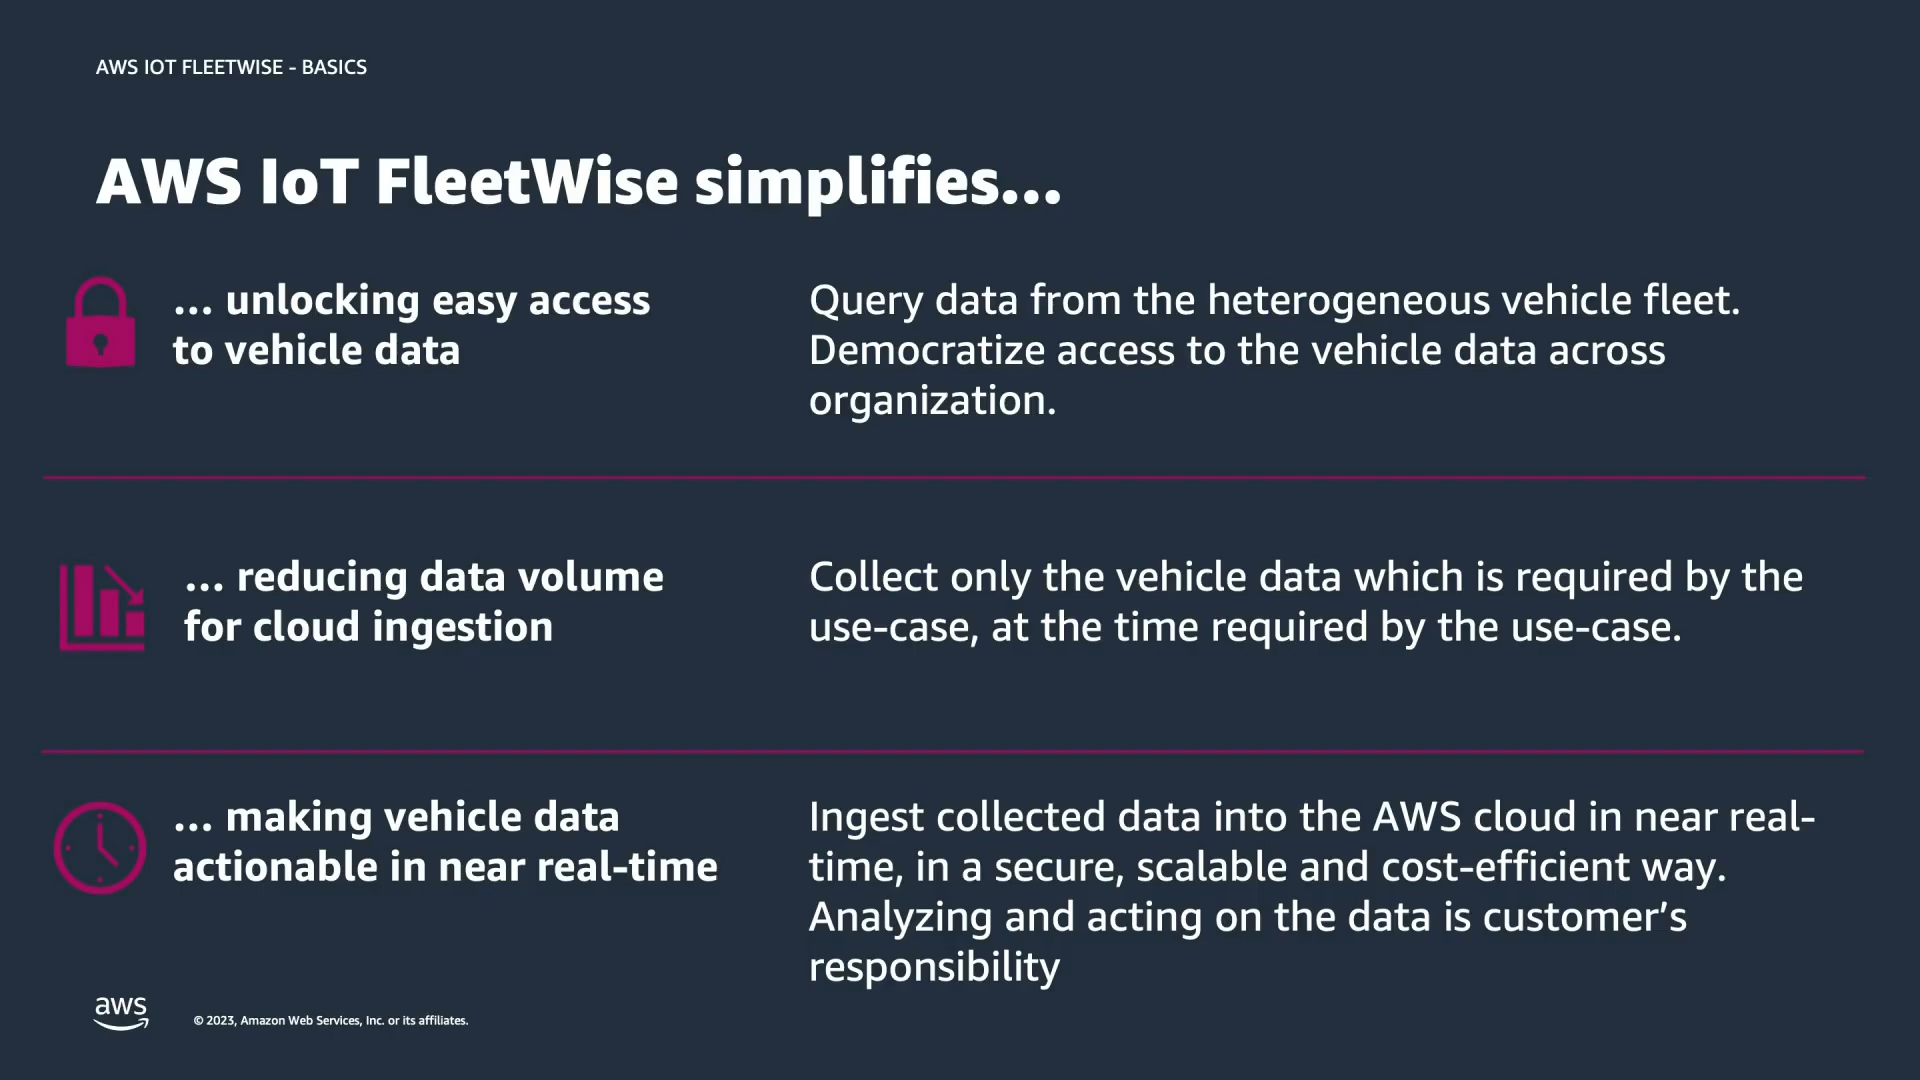 AWS IOT FLEETWISE - BASICS
AWS IoT FleetWise simplifies...
... unlocking easy access
to vehicle data
Query data from the heterogeneous vehicle fleet.
Democratize access to the vehicle data across
organization.
... reducing data volume
for cloud ingestion
Collect only the vehicle data which is required by the
use-case, at the time required by the use-case.
... making vehicle data
actionable in near real-time
Ingest collected data into the AWS cloud in near real-
time, in a secure, scalable and cost-efficient way.
Analyzing and acting on the data is customer’s
responsibility
aws
© 2023, Amazon Web Services, Inc. or its affiliates.